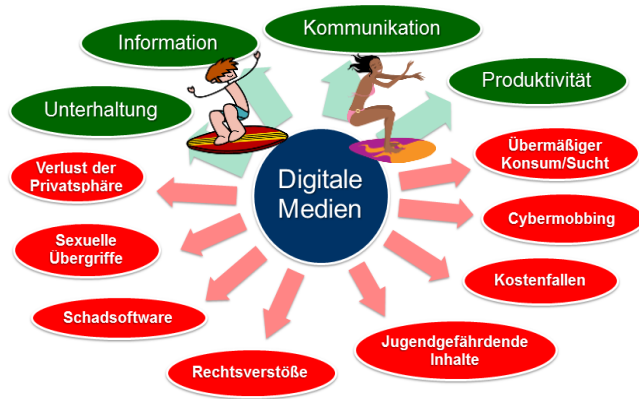 Information
Kommunikation
Unterhaltung
Produktivität
Digitale
Medien
Verlust der
Privatsphäre
Übermäßiger
Konsum/Sucht
Sexuelle
Übergriffe
Cybermobbing
Schadsoftware
Kostenfallen
Rechtsverstöße
Jugendgefährdende
Inhalte